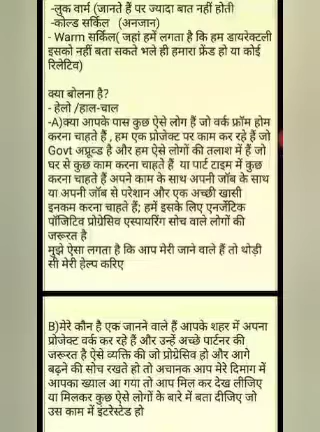 -लुक वार्म (जानते हैं पर ज्यादा बात नहीं होती
-कोल्ड सर्किल (अनजान)
- Warm सर्किल( जहां हमें लगता है कि हम डायरेक्टली
इसको नहीं बता सकते भले ही हमारा फ्रेंड हो या कोई
रिलेटिव)
क्या बोलना है?
- हेलो /हाल-चाल
-A)क्या आपके पास कुछ ऐसे लोग हैं जो वर्क फ्रॉम होम
करना चाहते हैं , हम एक प्रोजेक्ट पर काम कर रहे हैं जो
Govt अप्रूव्ड है और हम ऐसे लोगों की तलाश में हैं जो
घर से कुछ काम करना चाहते हैं या पार्ट टाइम में कुछ
करना चाहते हैं अपने काम के साथ अपनी जॉब के साथ
या अपनी जॉब से परेशान और एक अच्छी खासी
इनकम करना चाहते हैं; हमें इसके लिए एनर्जेटिक
पॉजिटिव प्रोग्रेसिव एस्पायरिंग सोच वाले लोगों की
जरूरत है
मुझे ऐसा लगता है कि आप मेरी जाने वाले हैं तो थोड़ी
सी मेरी हेल्प करिए
B)मेरे कौन है एक जानने वाले हैं आपके शहर में अपना
प्रोजेक्ट वर्क कर रहे हैं और उन्हें अच्छे पार्टनर की
जरूरत है ऐसे व्यक्ति की जो प्रोग्रेसिव हो और आगे
बढ़ने की सोच रखते हो तो अचानक आप मेरे दिमाग में
आपका ख्याल आ गया तो आप मिल कर देख लीजिए
या मिलकर कुछ ऐसे लोगों के बारे में बता दीजिए जो
उस काम में इंटरेस्टेड हो